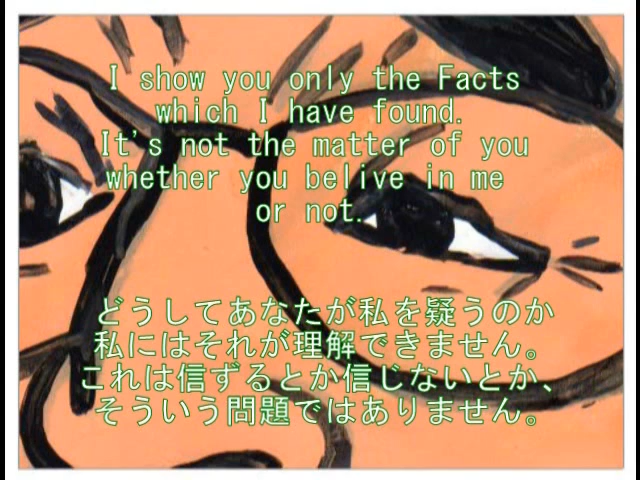 I show you only the Facts
which I have found.
It's not the matter of you
whether you belive in me
or not.
どうしてあなたが私を疑うのか
私にはそれが理解できません。
これは信ずるとか信じないとか、
そういう問題ではありません。